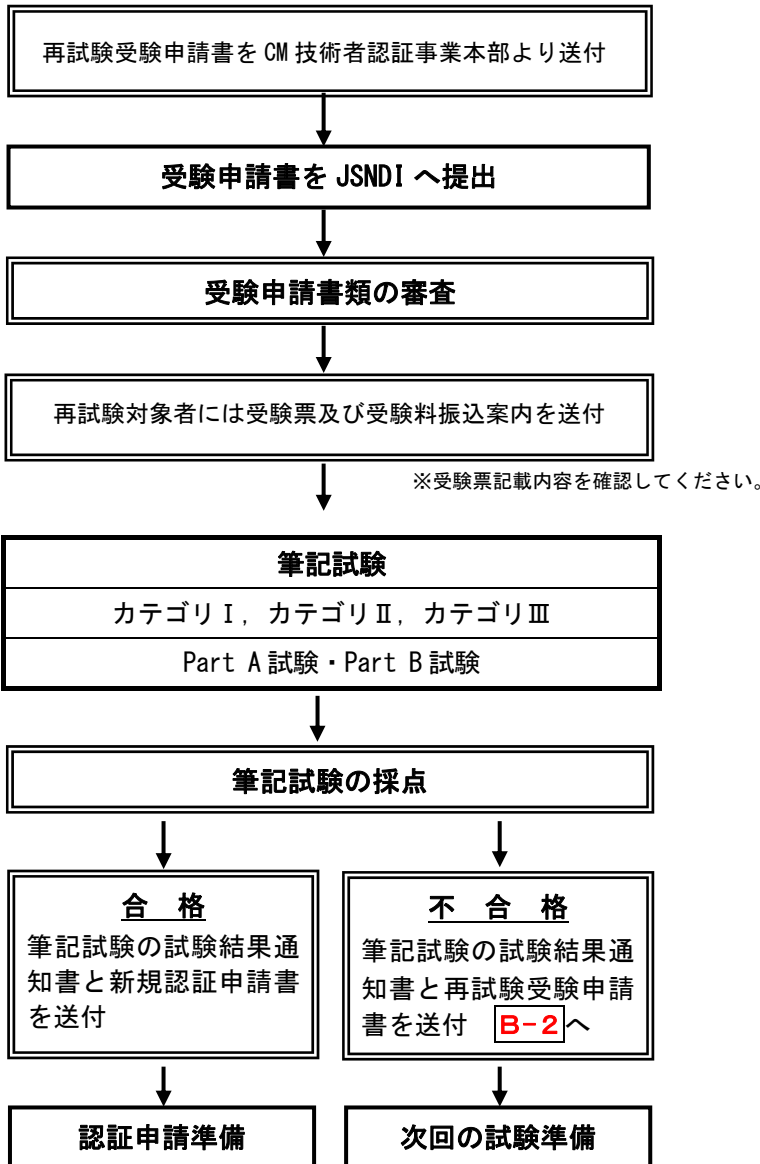 再試験受験申請書を CM 技術者認証事業本部より送付
受験申請書を JSNDI へ提出
受験申請書類の審査
再試験対象者には受験票及び受験料振込案内を送付
※受験票記載内容を確認してください。
筆記試験
カテゴリⅠ, カテゴリⅡ, カテゴリⅢ
Part A 試験・Part B 試験
筆記試験の採点
合 格
筆記試験の試験結果通
知書と新規認証申請書
を送付
不 合 格
筆記試験の試験結果通
知書と再試験受験申請
書を送付 B-2へ
認証申請準備
次回の試験準備